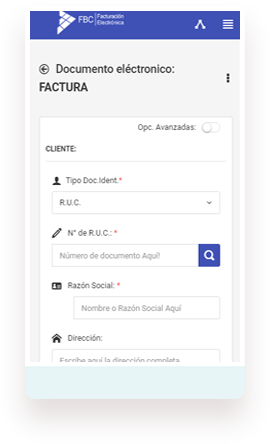 FBC Facturación
Electrónica
Documento eléctronico:
FACTURA
Opc. Avanzadas:
CLIENTE:
Tipo Doc.Ident.*
R.U.C.
N° de R.U.C.: *
Número de documento Aquí!
Razón Social: *
Nombre o Razón Social Aquí
Dirección:
Escribe aquí la dirección completa